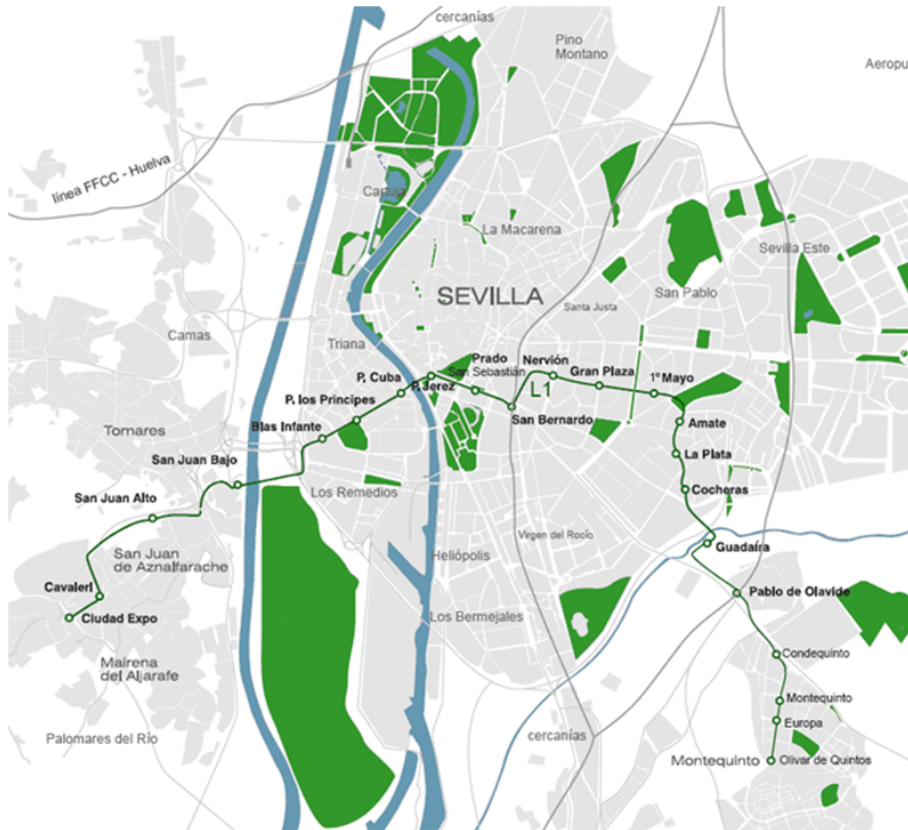 cercanías
Pino
Montano
Aeropu
línea FFCC - Huelva
Cartuja
La Macarena
Sevilla Este
SEVILLA
San Pablo
Santa Justa
Camas
Triana
Prado
San Sebastián
Nervión
Gran Plaza
1º Mayo
P. Cuba
P. Jerez
L1
P. los Principes
San Bernardo
Blas Infante
Amate
Tomares
San Juan Bajo
La Plata
San Juan Alto
Los Remedios
Cocheras
Virgen del Rocío
Guadaíra
San Juan
de Aznalfarache
Heliópolis
Cavaleri
Pablo de Olavide
Ciudad Expo
Los Bermejales
Condequinto
Mairena
del Aljarafe
Montequinto
Europa
Palomares del Río
cercanías
Montequinto
Olivar de Quintos